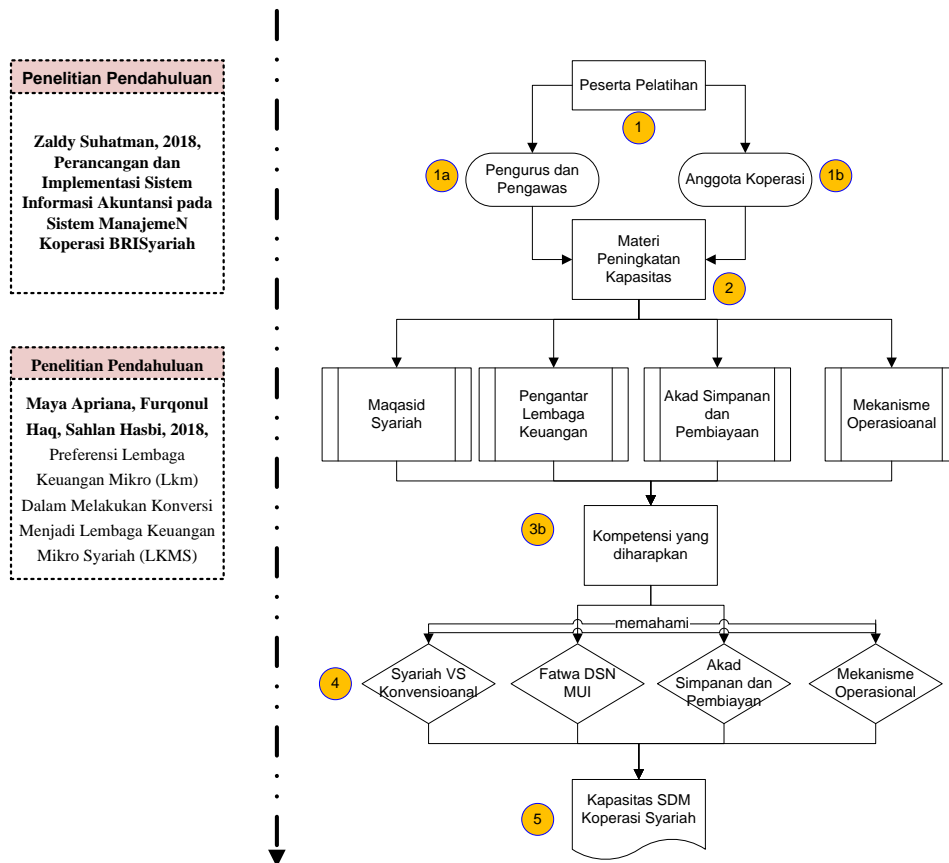 Penelitian Pendahuluan
Zaldy Suhatman, 2018,
Perancangan dan
Implementasi Sistem
Informasi Akuntansi pada
Sistem ManajemeN
Koperasi BRISyariah
Penelitian Pendahuluan
Maya Apriana, Furqonul
Haq, Sahlan Hasbi, 2018,
Preferensi Lembaga
Keuangan Mikro (Lkm)
Dalam Melakukan Konversi
Menjadi Lembaga Keuangan
Mikro Syariah (LKMS)
Peserta Pelatihan
1
1a
Pengurus dan
Pengawas
Anggota Koperasi
1b
Materi
Peningkatan
Kapasitas
2
Maqasid
Syariah
Pengantar
Lembaga
Keuangan
Akad Simpanan
dan
Pembiayaan
Mekanisme
Operasioanal
3b
Kompetensi yang
diharapkan
memahami
4
Syariah VS
Konvensioanal
Fatwa DSN
MUI
Akad
Simpanan dan
Pembiayan
Mekanisme
Operasional
5
Kapasitas SDM
Koperasi Syariah